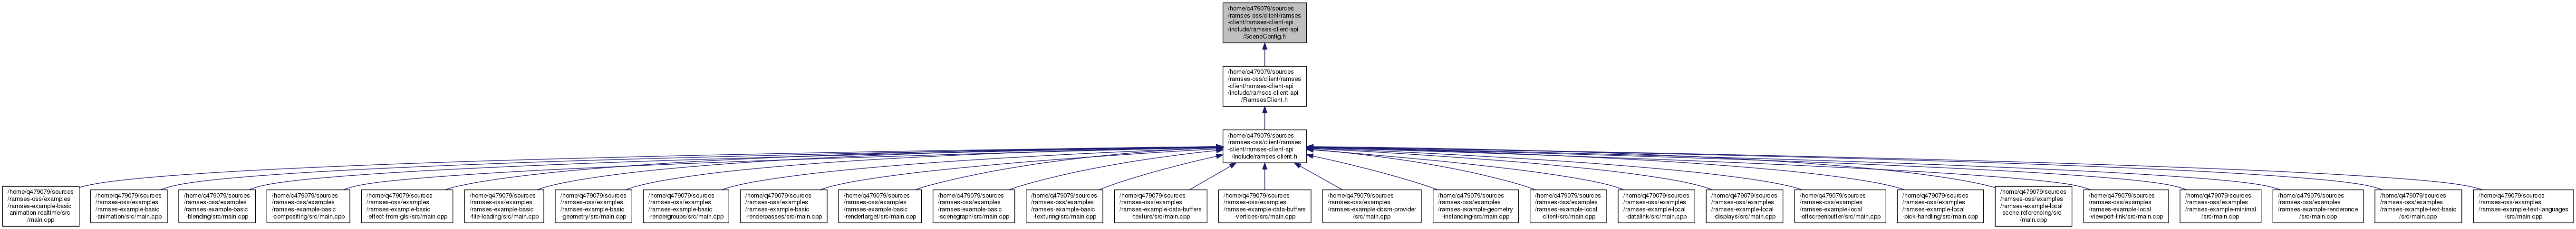 /home/q479079/sources
/ramses-oss/client/ramses
-client/ramses-client-api
/include/ramses-client-api
/SceneConfig.h
/home/q479079/sources
/ramses-oss/client/ramses
-client/ramses-client-api
/include/ramses-client-api
/RamsesClient.h
/home/q479079/sources
/ramses-oss/client/ramses
-client/ramses-client-api
/include/ramses-client.h
/home/q479079/sources
/ramses-oss/examples
/ramses-example-basic
-animation-realtime/src
/main.cpp
/home/q479079/sources
/ramses-oss/examples
/ramses-example-basic
-animation/src/main.cpp
/home/q479079/sources
/ramses-oss/examples
/ramses-example-basic
-blending/src/main.cpp
/home/q479079/sources
/ramses-oss/examples
/ramses-example-basic
-compositing/src/main.cpp
/home/q479079/sources
/ramses-oss/examples
/ramses-example-basic
-effect-from-glsl/src/main.cpp
/home/q479079/sources
/ramses-oss/examples
/ramses-example-basic
-file-loading/src/main.cpp
/home/q479079/sources
/ramses-oss/examples
/ramses-example-basic
-geometry/src/main.cpp
/home/q479079/sources
/ramses-oss/examples
/ramses-example-basic
-rendergroups/src/main.cpp
/home/q479079/sources
/ramses-oss/examples
/ramses-example-basic
-renderpasses/src/main.cpp
/home/q479079/sources
/ramses-oss/examples
/ramses-example-basic
-rendertarget/src/main.cpp
/home/q479079/sources
/ramses-oss/examples
/ramses-example-basic
-scenegraph/src/main.cpp
/home/q479079/sources
/ramses-oss/examples
/ramses-example-basic
-texturing/src/main.cpp
/home/q479079/sources
/ramses-oss/examples
/ramses-example-data-buffers
-texture/src/main.cpp
/home/q479079/sources
/ramses-oss/examples
/ramses-example-data-buffers
-vertices/src/main.cpp
/home/q479079/sources
/ramses-oss/examples
/ramses-example-dcsm-provider
/src/main.cpp
/home/q479079/sources
/ramses-oss/examples
/ramses-example-geometry
-instancing/src/main.cpp
/home/q479079/sources
/ramses-oss/examples
/ramses-example-local
-client/src/main.cpp
/home/q479079/sources
/ramses-oss/examples
/ramses-example-local
-datalink/src/main.cpp
/home/q479079/sources
/ramses-oss/examples
/ramses-example-local
-displays/src/main.cpp
/home/q479079/sources
/ramses-oss/examples
/ramses-example-local
-offscreenbuffer/src/main.cpp
/home/q479079/sources
/ramses-oss/examples
/ramses-example-local
-pick-handling/src/main.cpp
/home/q479079/sources
/ramses-oss/examples
/ramses-example-local
-scene-referencing/src
/main.cpp
/home/q479079/sources
/ramses-oss/examples
/ramses-example-local
-viewport-link/src/main.cpp
/home/q479079/sources
/ramses-oss/examples
/ramses-example-minimal
/src/main.cpp
/home/q479079/sources
/ramses-oss/examples
/ramses-example-renderonce
/src/main.cpp
/home/q479079/sources
/ramses-oss/examples
/ramses-example-text-basic
/src/main.cpp
/home/q479079/sources
/ramses-oss/examples
/ramses-example-text-languages
/src/main.cpp